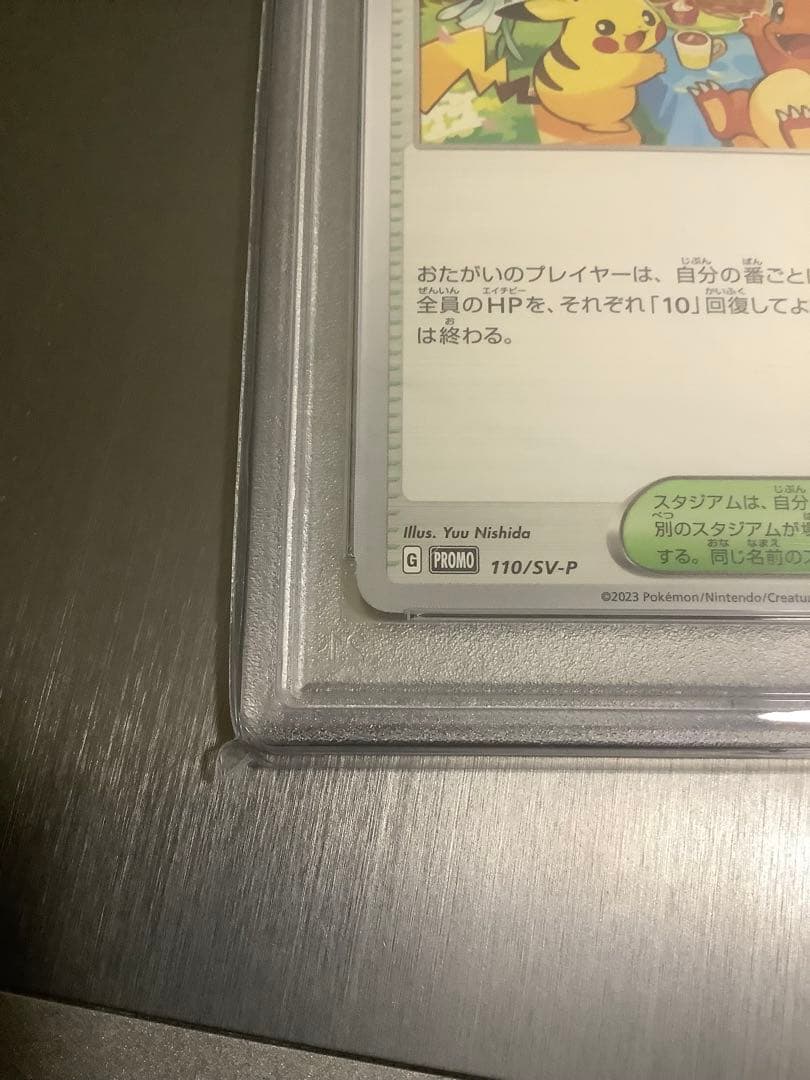 おたがいのプレイヤーは、自分の番ごとに
全員のHPを、それぞれ「10」回復してよ
は終わる。
Illus. Yuu Nishida
G PROMO 110/SV-P
スタジアムは、自分
別のスタジアムが
する。同じ名前の
©2023 Pokémon/Nintendo/Creatur